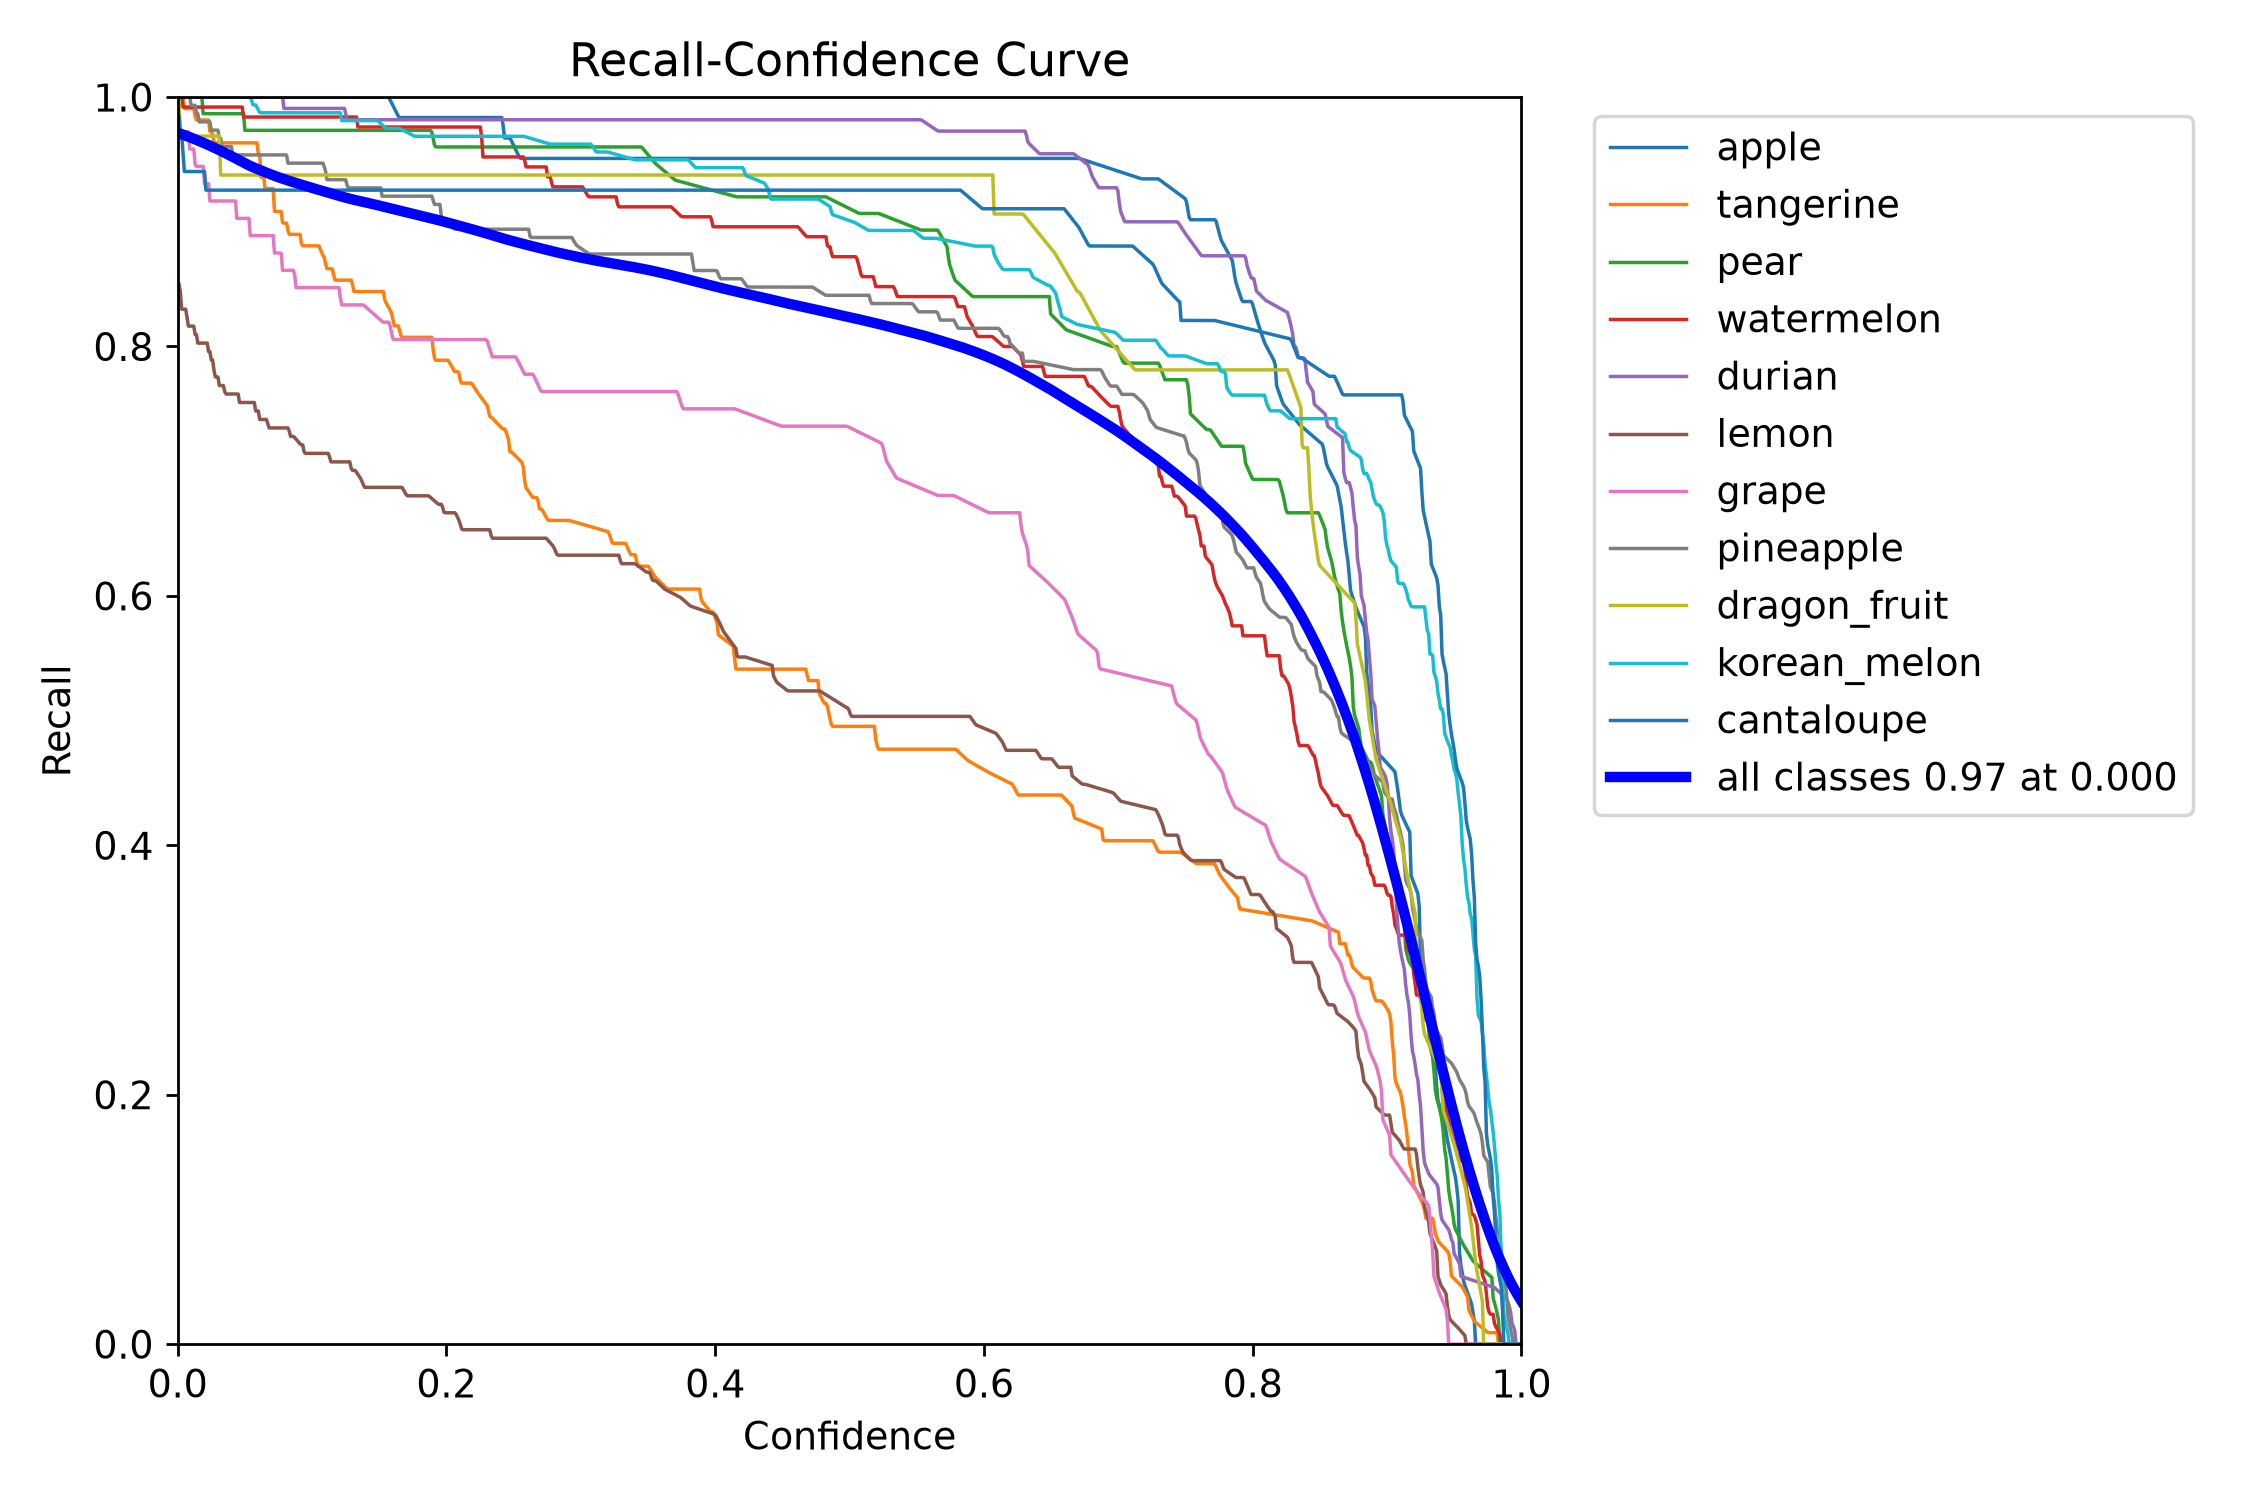 Recall-Confidence Curve
1.0
0.8
0.6
0.4
0.2
0.0
Recall
0.0 0.2 0.4 0.6 0.8 1.0
Confidence
apple
tangerine
pear
watermelon
durian
lemon
grape
pineapple
dragon_fruit
korean_melon
cantaloupe
all classes 0.97 at 0.000